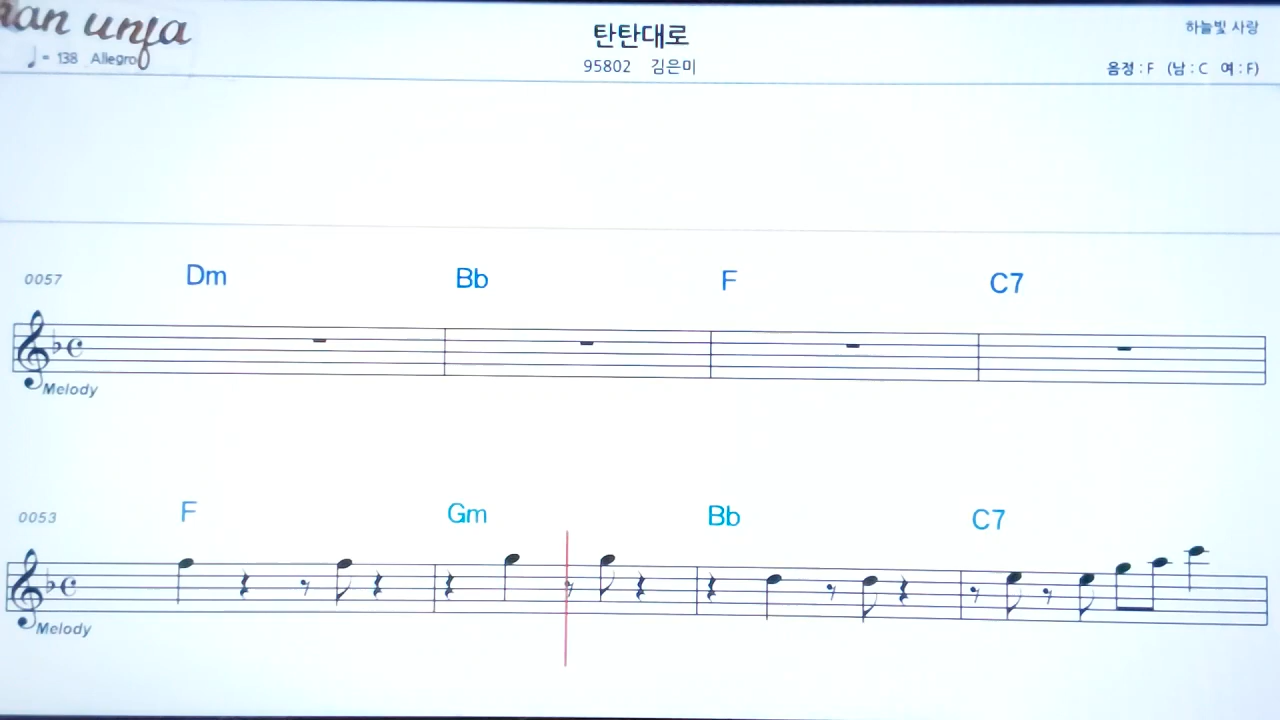 an unja
♩= 138 Allegro
탄탄대로
95802 김은미
하늘빛 사랑
음정 : F (남 : C 여 : F)
0057 Dm Bb F C7
Melody
0053 F Gm Bb C7
Melody